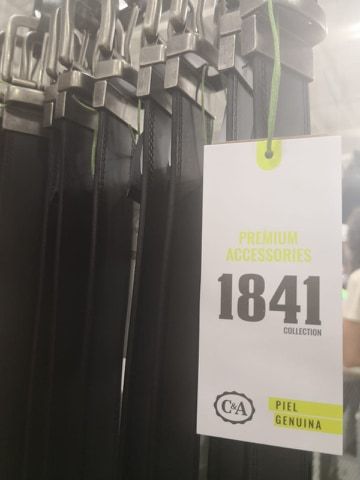 PREMIUM
ACCESSORIES
1841
COLLECTION
C&A
PIEL
GENUINA